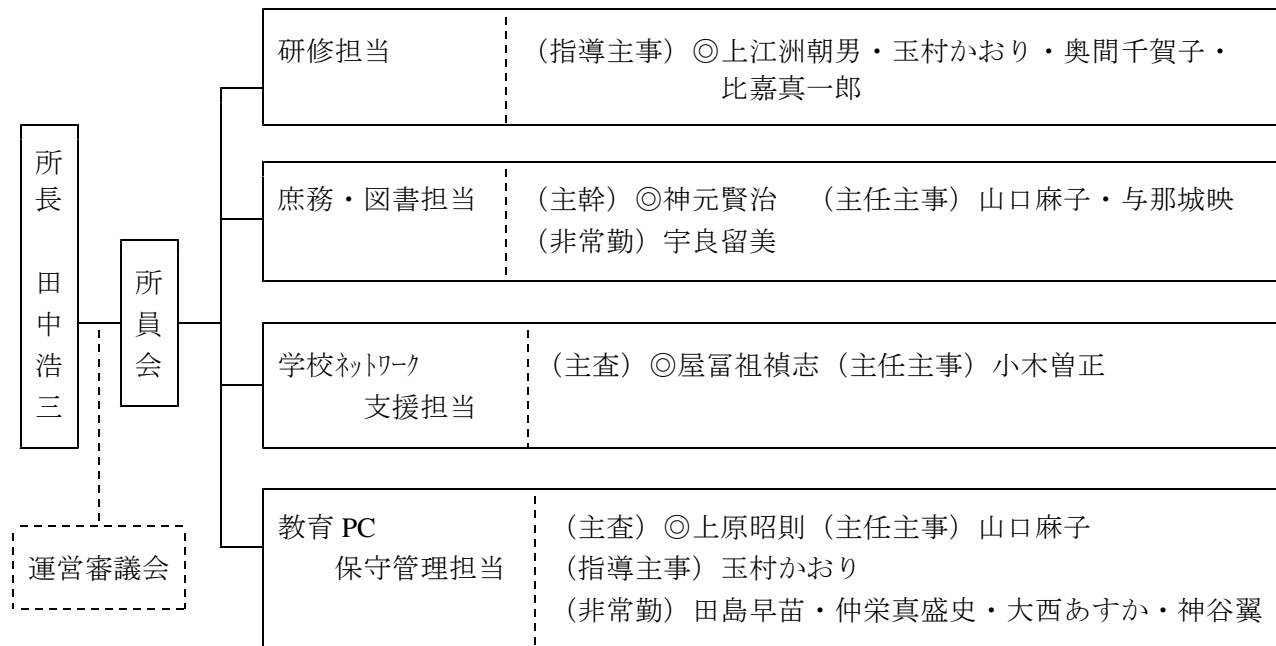 所長　田中浩三
所員会
運営審議会
研修担当
（指導主事）◎上江洲朝男・玉村かおり・奥間千賀子・
比嘉真一郎
庶務・図書担当
（主幹）◎神元賢治　（主任主事）山口麻子・与那城映
（非常勤）宇良留美
学校ﾈｯﾄﾜｰｸ
支援担当
（主査）◎屋冨祖禎志（主任主事）小木曽正
教育 PC
保守管理担当
（主査）◎上原昭則（主任主事）山口麻子
（指導主事）玉村かおり
（非常勤）田島早苗・仲栄真盛史・大西あすか・神谷翼